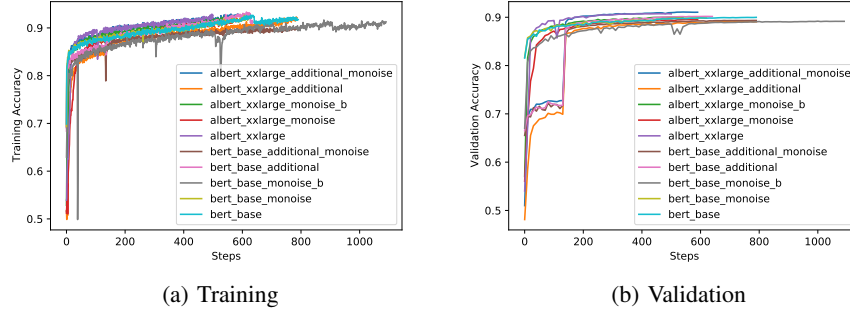 0.9
0.8
0.7
0.6
0.5
Training Accuracy
albert_xxlarge_additional_monoise
albert_xxlarge_additional
albert_xxlarge_monoise_b
albert_xxlarge_monoise
albert_xxlarge
bert_base_additional_monoise
bert_base_additional
bert_base_monoise_b
bert_base_monoise
bert_base
0 200 400 600 800 1000
Steps
(a) Training
0.9
0.8
0.7
0.6
0.5
Validation Accuracy
albert_xxlarge_additional_monoise
albert_xxlarge_additional
albert_xxlarge_monoise_b
albert_xxlarge_monoise
albert_xxlarge
bert_base_additional_monoise
bert_base_additional
bert_base_monoise_b
bert_base_monoise
bert_base
0 200 400 600 800 1000
Steps
(b) Validation